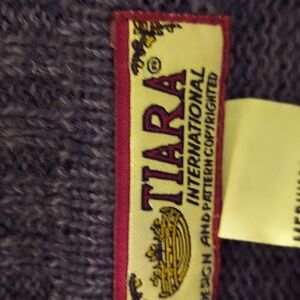 TIARA®
INTERNATIONAL
DESIGN AND PATTERN COPYRIGHTED